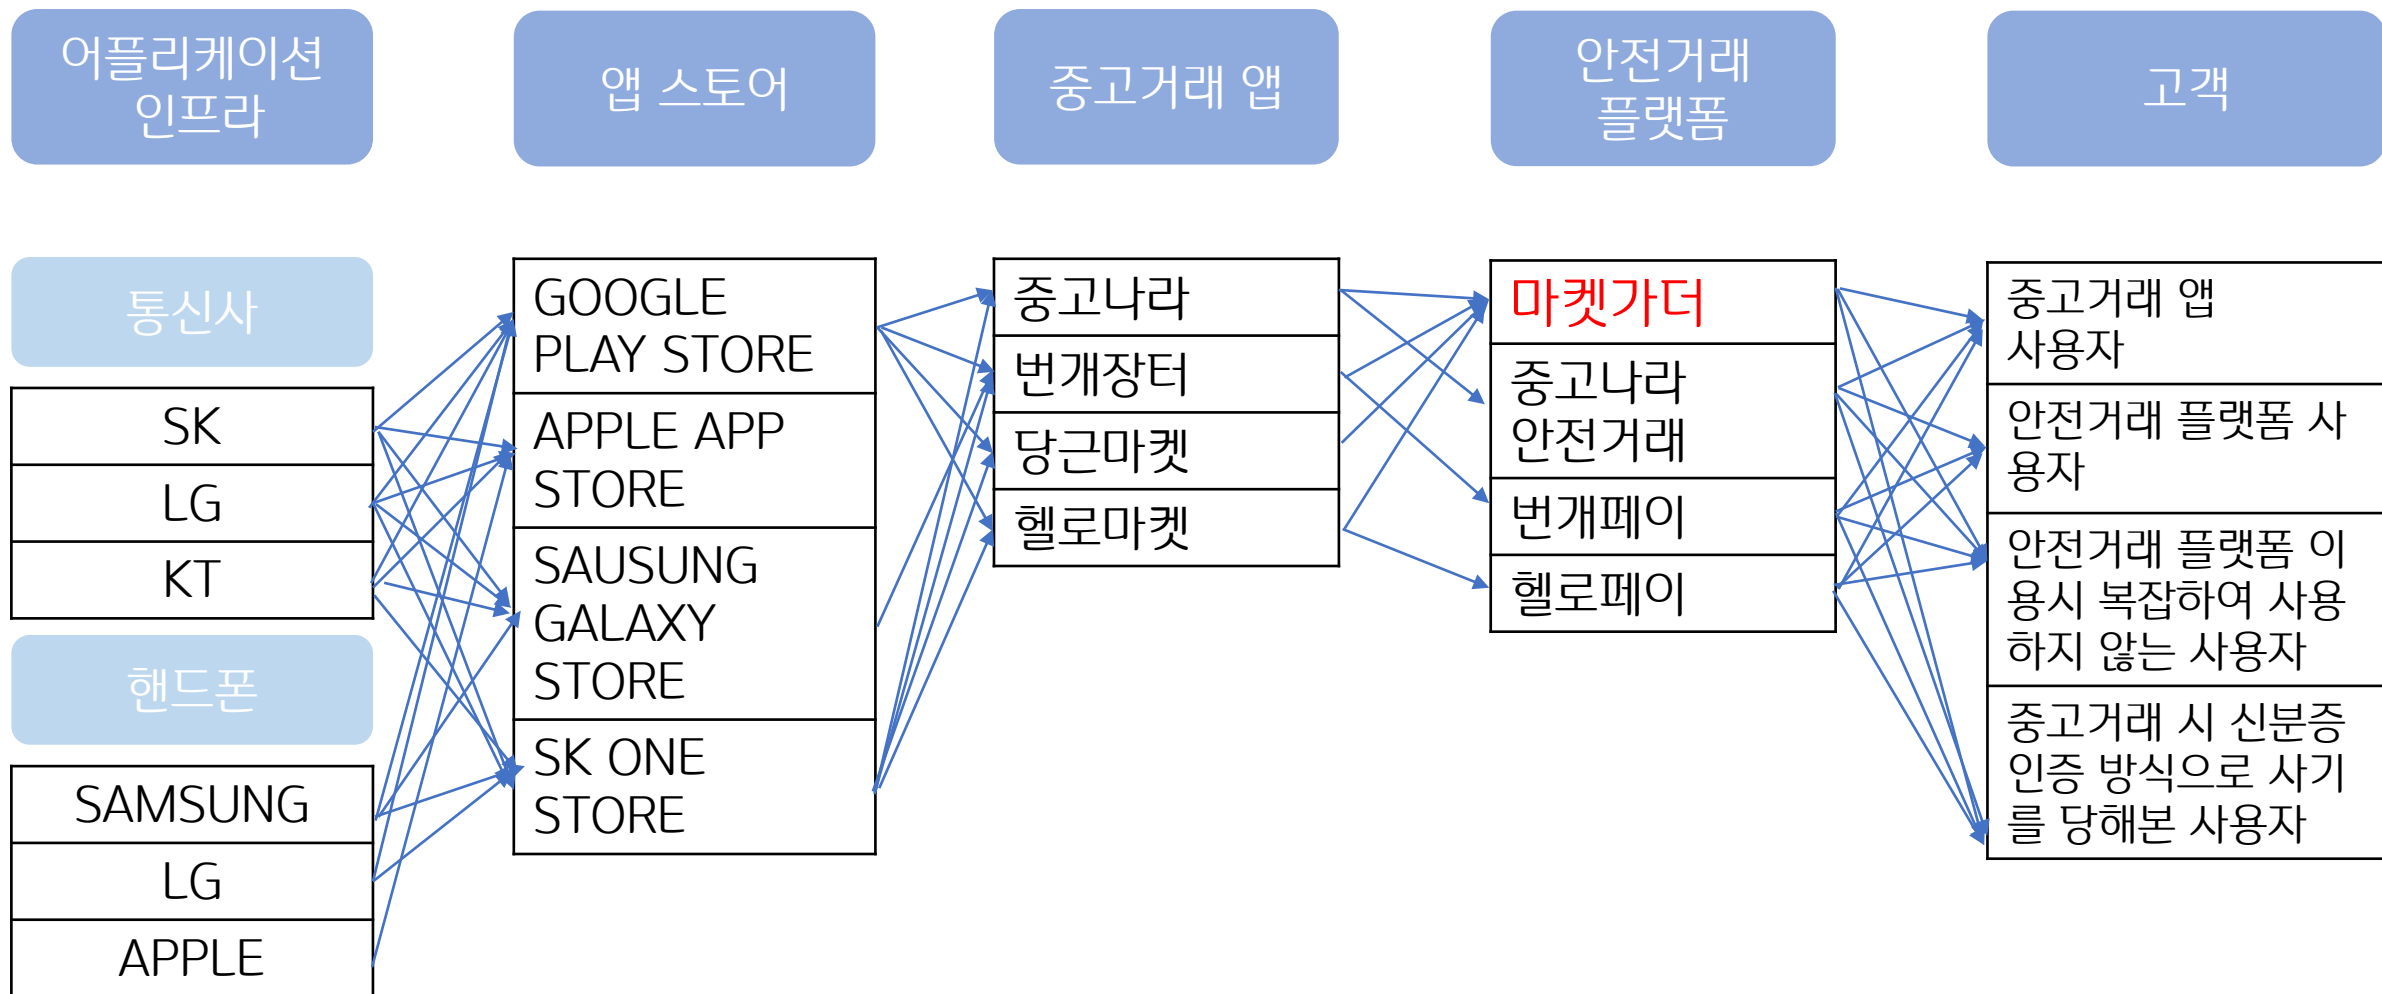 어플리케이션
인프라
앱 스토어
중고거래 앱
안전거래
플랫폼
고객
통신사
SK
LG
KT
핸드폰
SAMSUNG
LG
APPLE
GOOGLE
PLAY STORE
APPLE APP
STORE
SAUSUNG
GALAXY
STORE
SK ONE
STORE
중고나라
번개장터
당근마켓
헬로마켓
마켓가더
중고나라
안전거래
번개페이
헬로페이
중고거래 앱
사용자
안전거래 플랫폼 사
용자
안전거래 플랫폼 이
용시 복잡하여 사용
하지 않는 사용자
중고거래 시 신분증
인증 방식으로 사기
를 당해본 사용자